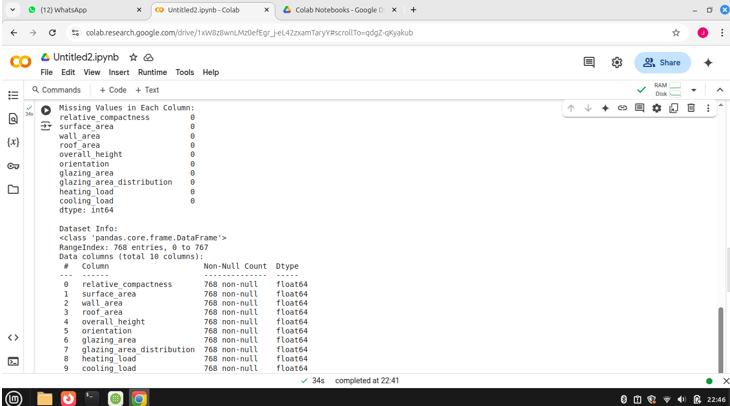 (12) WhatsApp
Untitled2.ipynb - Colab
Colab Notebooks - Google D
colab.research.google.com/drive/1xW8z8wnLMz0efEgr_j-eL42zxamTaryY#scrollTo=qdgZ-qKyakub
J
Untitled2.ipynb
File Edit View Insert Runtime Tools Help
Share
Commands + Code + Text
RAM
Disk
34s
Missing Values in Each Column:
relative_compactness 0
surface_area 0
wall_area 0
roof_area 0
overall_height 0
orientation 0
glazing_area 0
glazing_area_distribution 0
heating_load 0
cooling_load 0
dtype: int64
Dataset Info:
<class 'pandas.core.frame.DataFrame'>
RangeIndex: 768 entries, 0 to 767
Data columns (total 10 columns):
# Column Non-Null Count Dtype
--- ------ -------------- -----
0 relative_compactness 768 non-null float64
1 surface_area 768 non-null float64
2 wall_area 768 non-null float64
3 roof_area 768 non-null float64
4 overall_height 768 non-null float64
5 orientation 768 non-null float64
6 glazing_area 768 non-null float64
7 glazing_area_distribution 768 non-null float64
8 heating_load 768 non-null float64
9 cooling_load 768 non-null float64
34s completed at 22:41
22:46